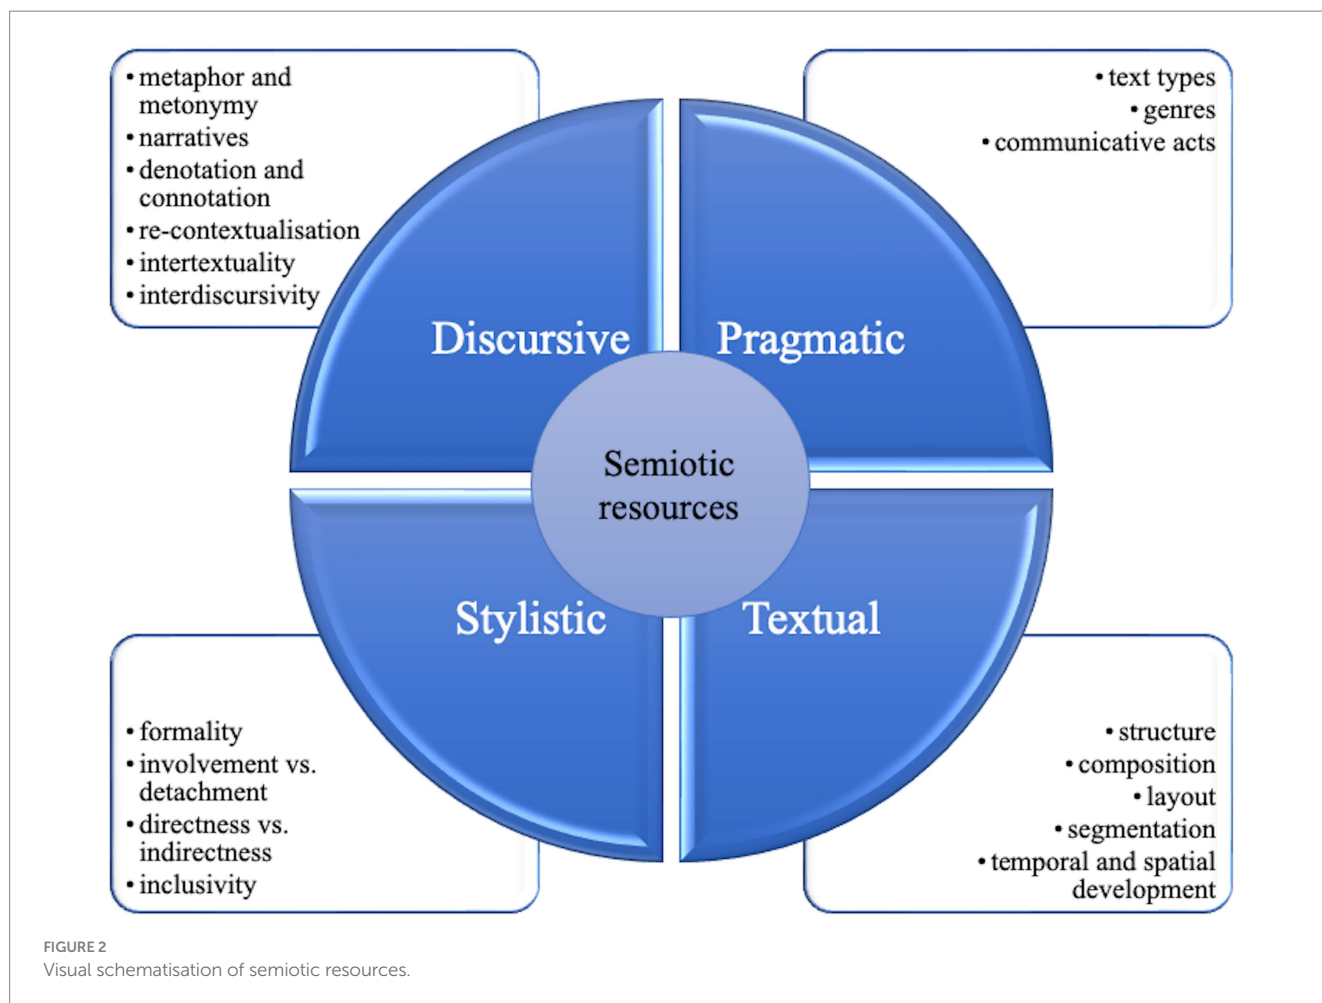 • metaphor and
metonymy
• narratives
• denotation and
connotation
• re-contextualisation
• intertextuality
• interdiscursivity
• text types
• genres
• communicative acts
Discursive
Pragmatic
Semiotic
resources
Stylistic
Textual
• formality
• involvement vs.
detachment
• directness vs.
indirectness
• inclusivity
• structure
• composition
• layout
• segmentation
• temporal and spatial
development
FIGURE 2
Visual schematisation of semiotic resources.